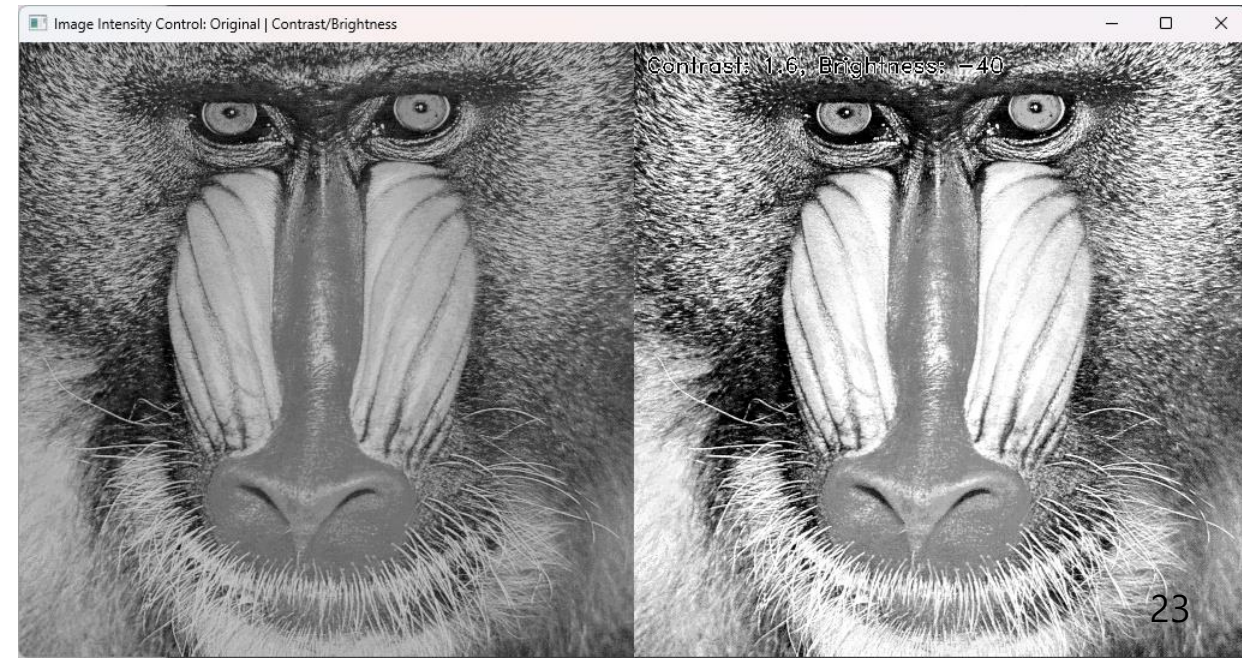 Image Intensity Control: Original | Contrast/Brightness
Contrast: 1.6, Brightness: -40
23